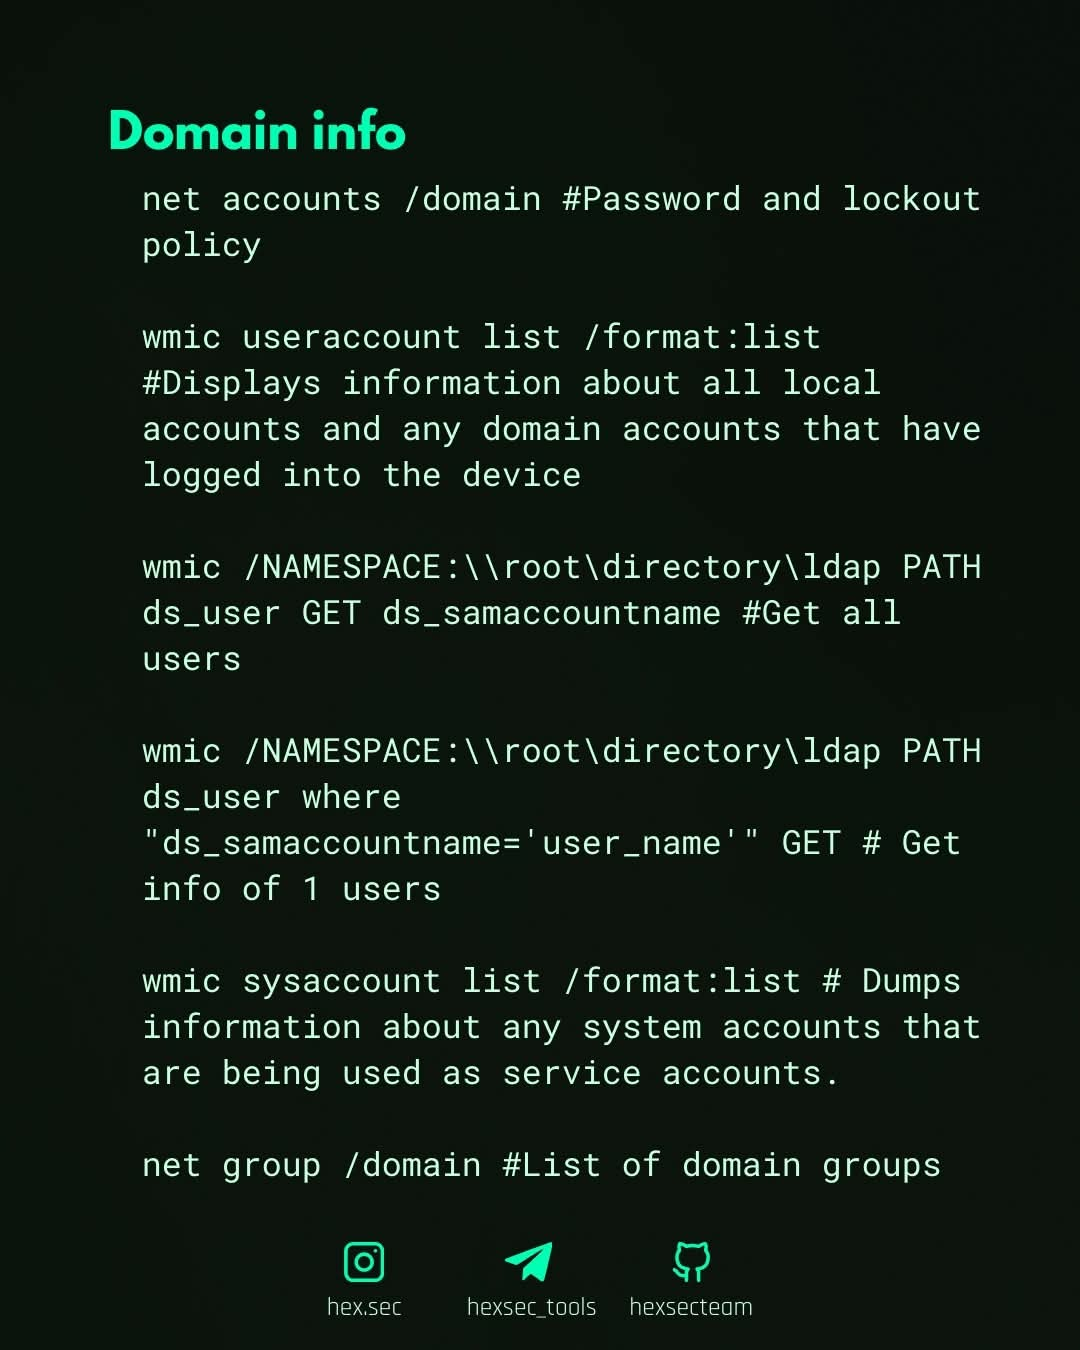 Domain info
net accounts /domain #Password and lockout
policy
wmic useraccount list /format:list
#Displays information about all local
accounts and any domain accounts that have
logged into the device
wmic /NAMESPACE:\\root\directory\ldap PATH
ds_user GET ds_samaccountname #Get all
users
wmic /NAMESPACE:\\root\directory\ldap PATH
ds_user where
"ds_samaccountname='user_name'" GET # Get
info of 1 users
wmic sysaccount list /format:list # Dumps
information about any system accounts that
are being used as service accounts.
net group /domain #List of domain groups
hex.sec hexsec_tools hexsecteam